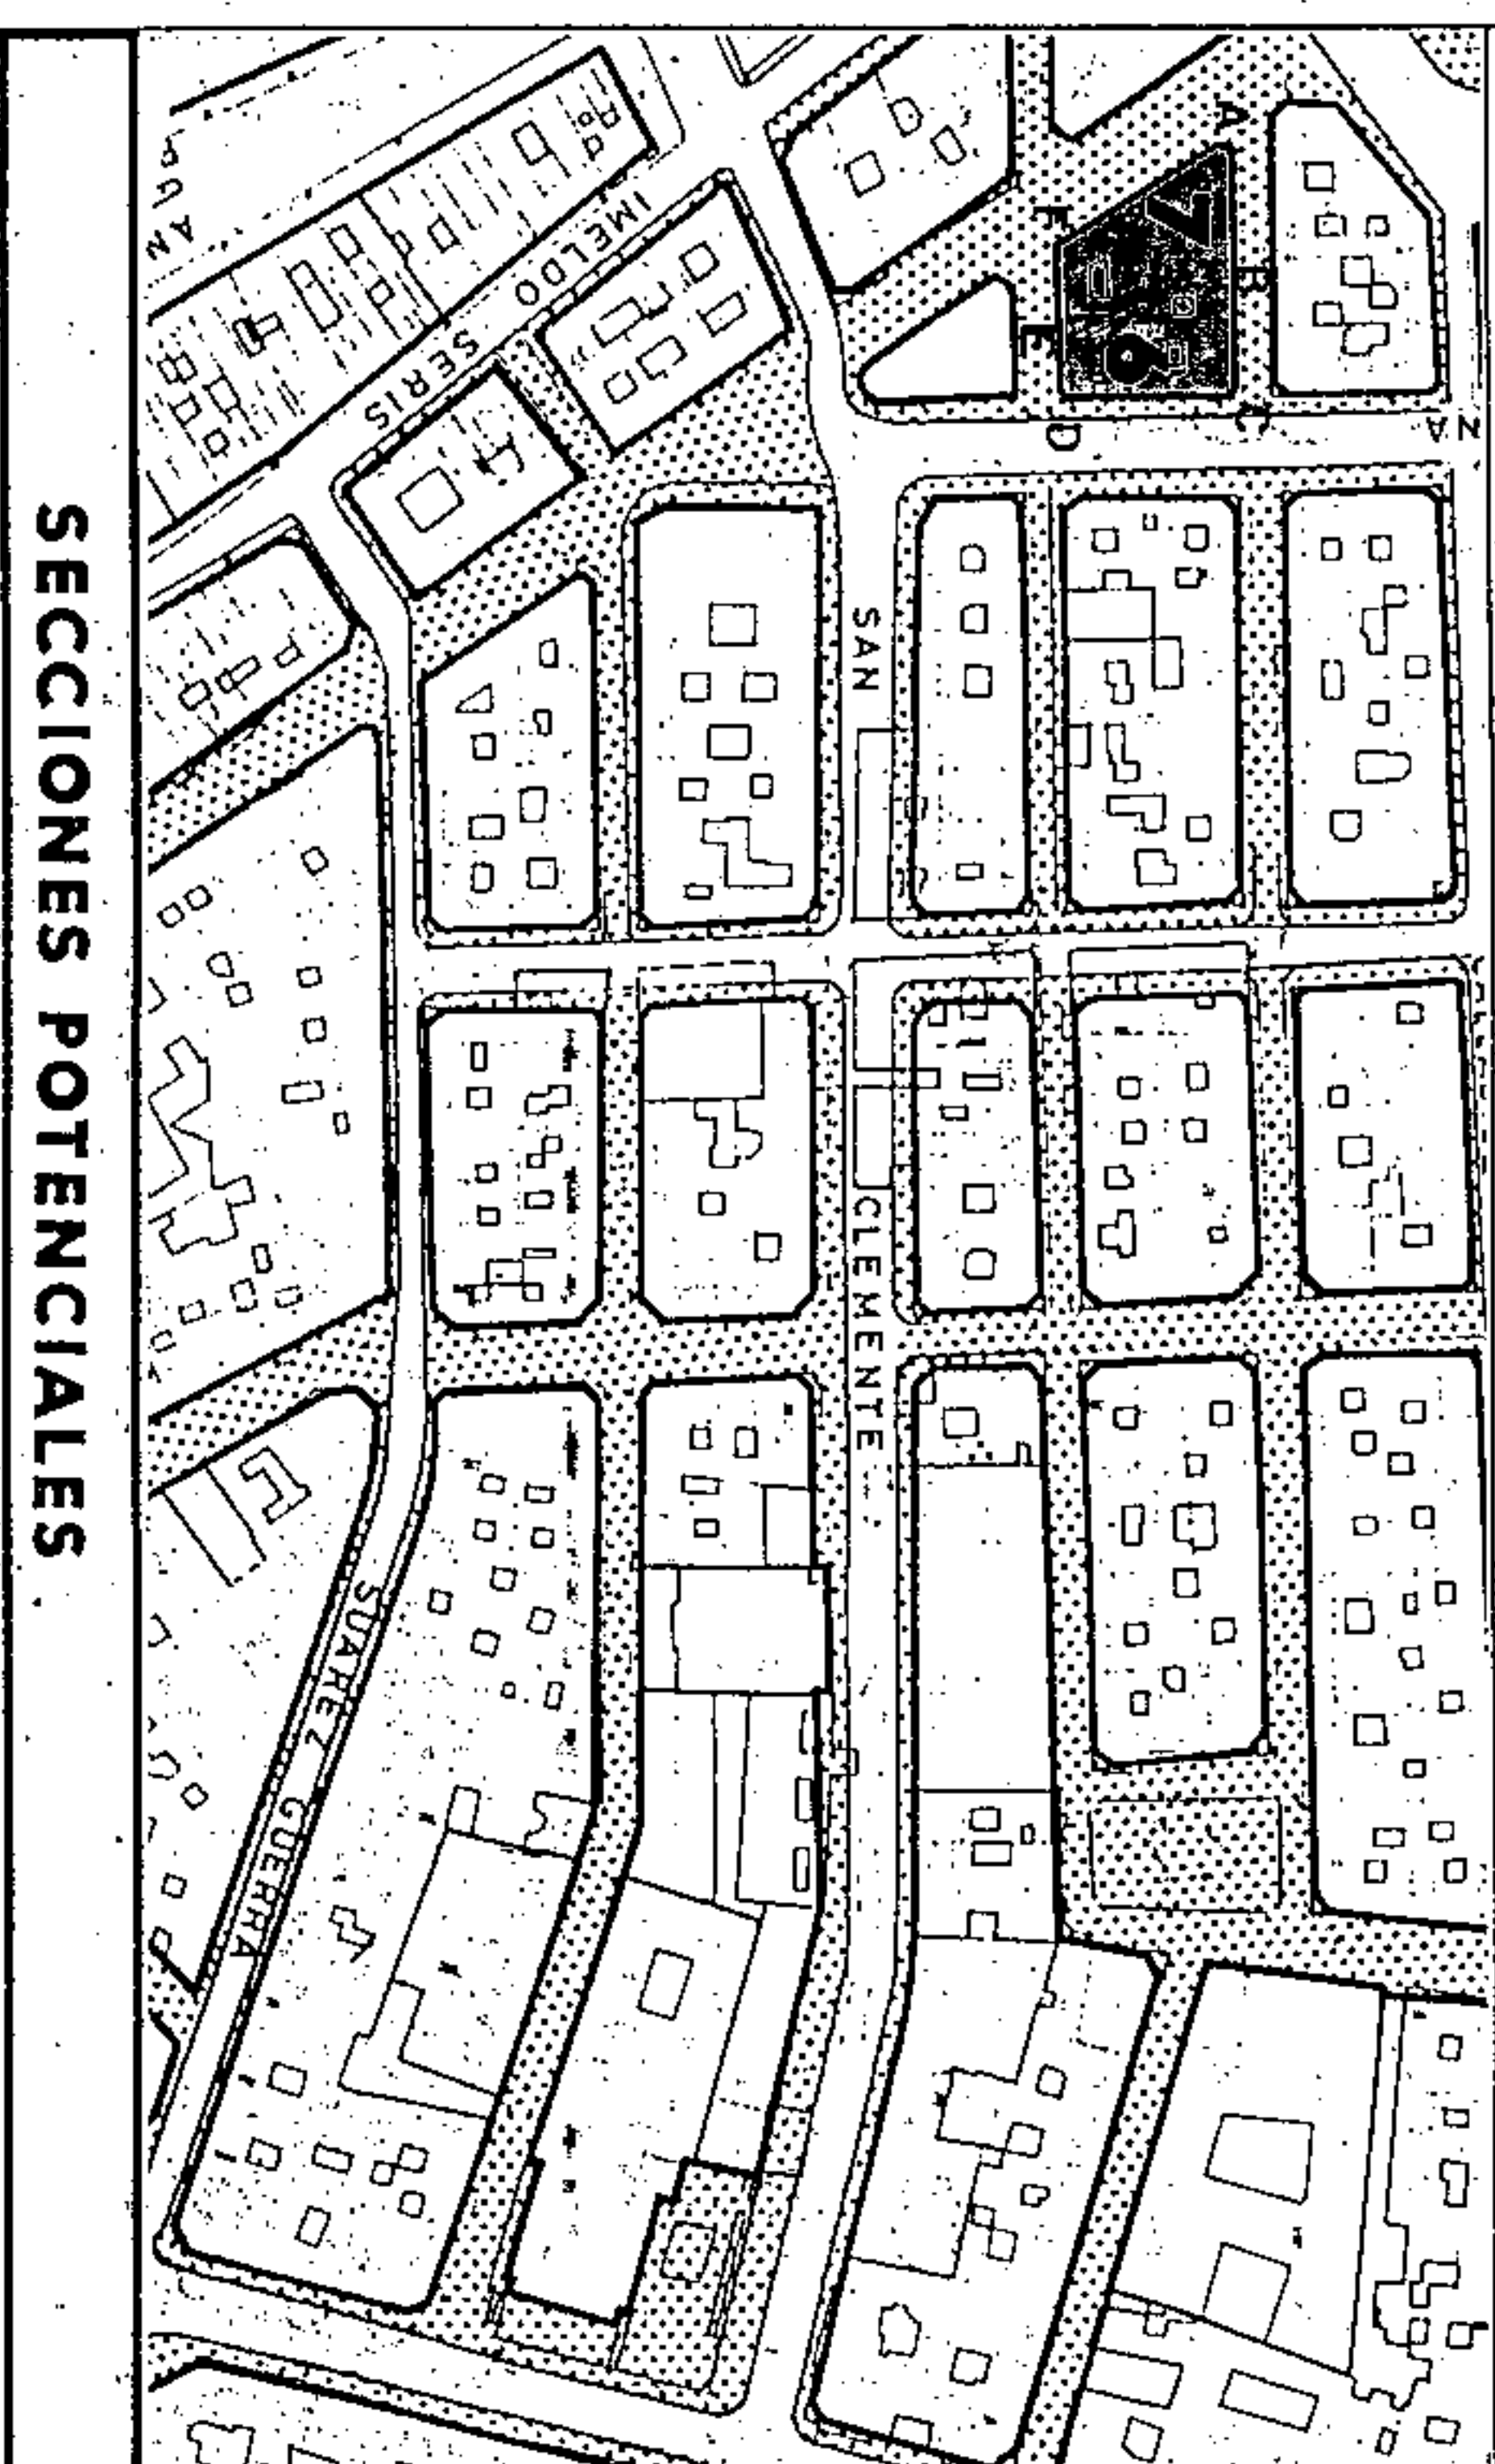 SECCIONES POTENCIALES
IMELDO SERIS
SAN CLEMENTE
SUAREZ GUERRA
A
B
C
D
E
F